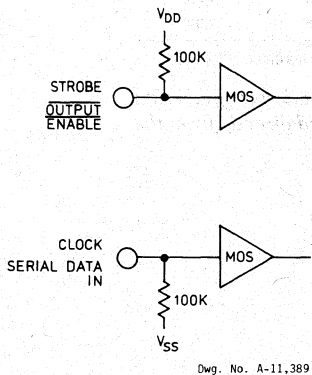 VDD
100K
STROBE
OUTPUT
ENABLE
MOS
CLOCK
SERIAL DATA
IN
MOS
100K
VSS
Dwg. No. A-11,389